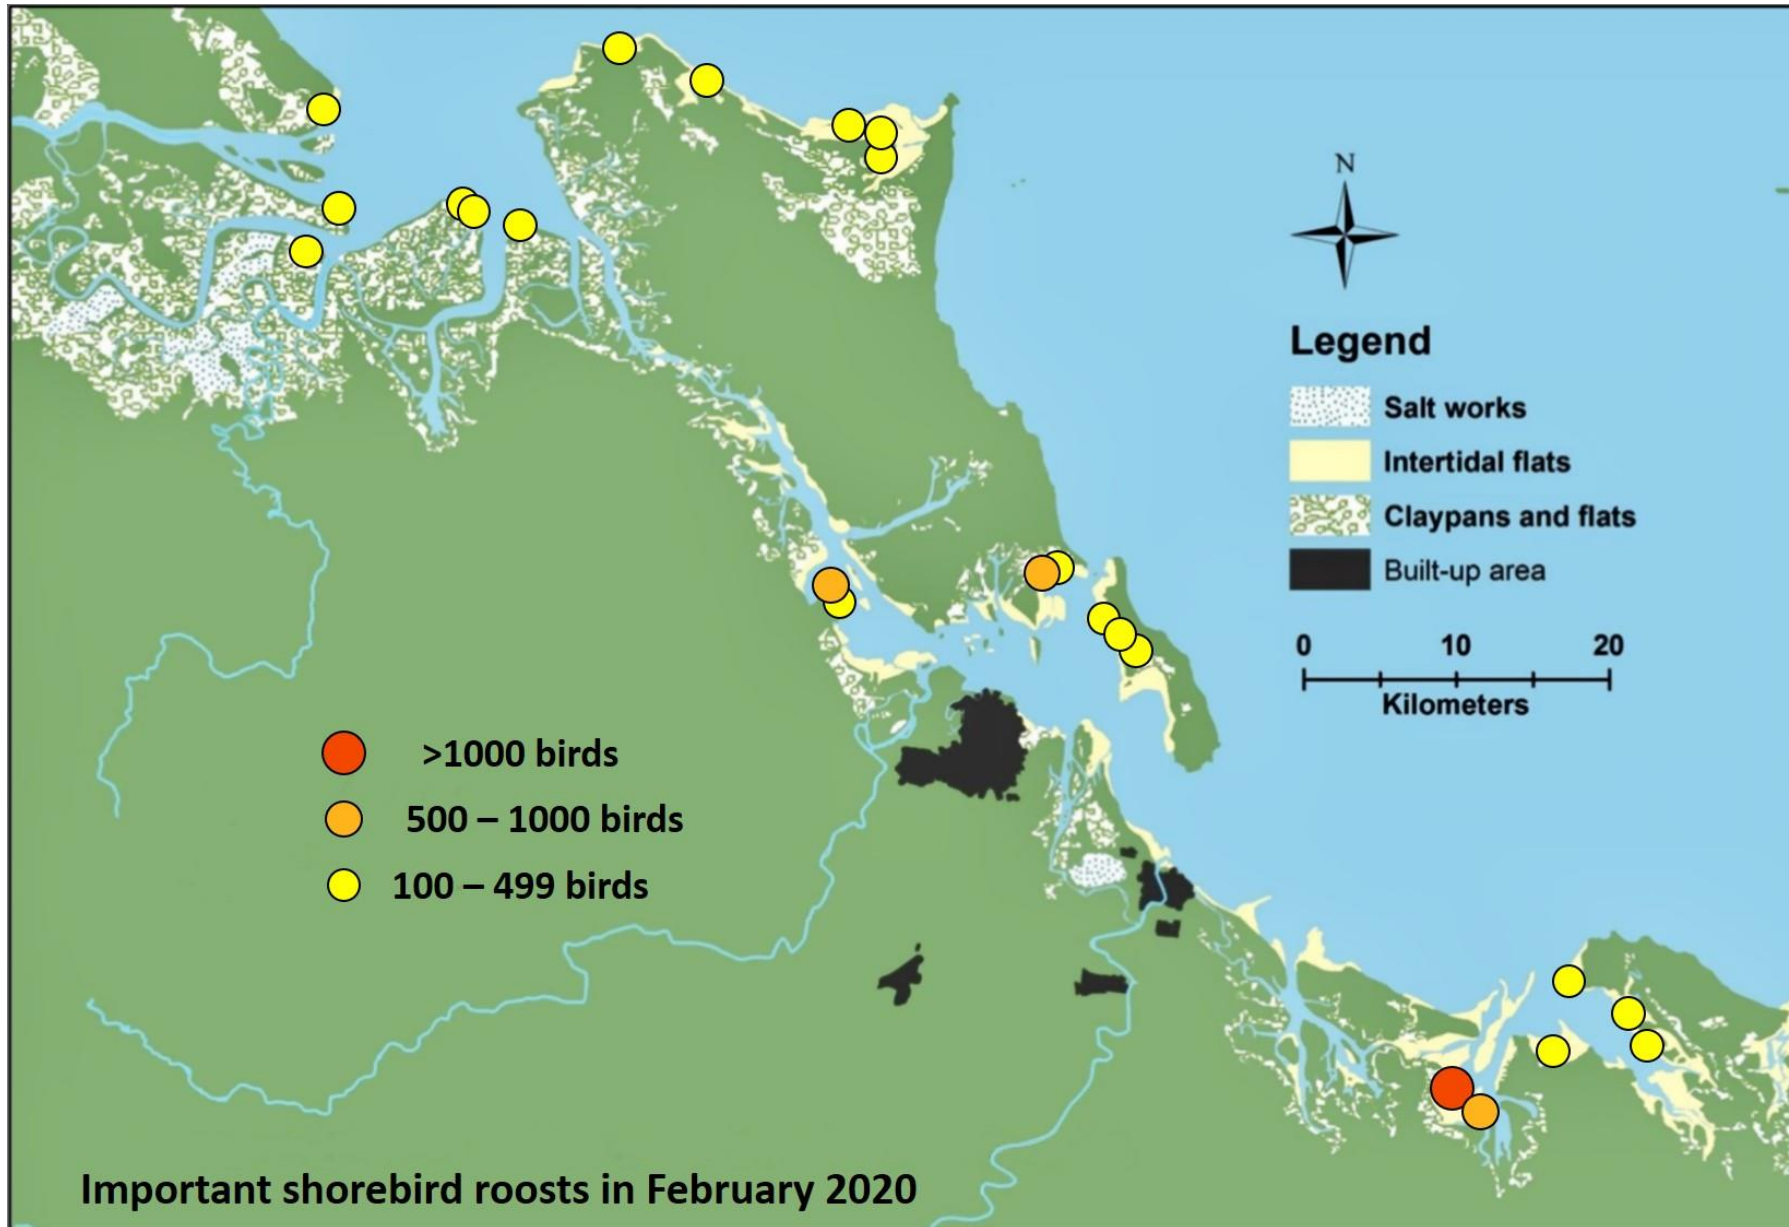 N
Legend
Salt works
Intertidal flats
Claypans and flats
Built-up area
0 10 20
Kilometers
>1000 birds
500 – 1000 birds
100 – 499 birds
Important shorebird roosts in February 2020